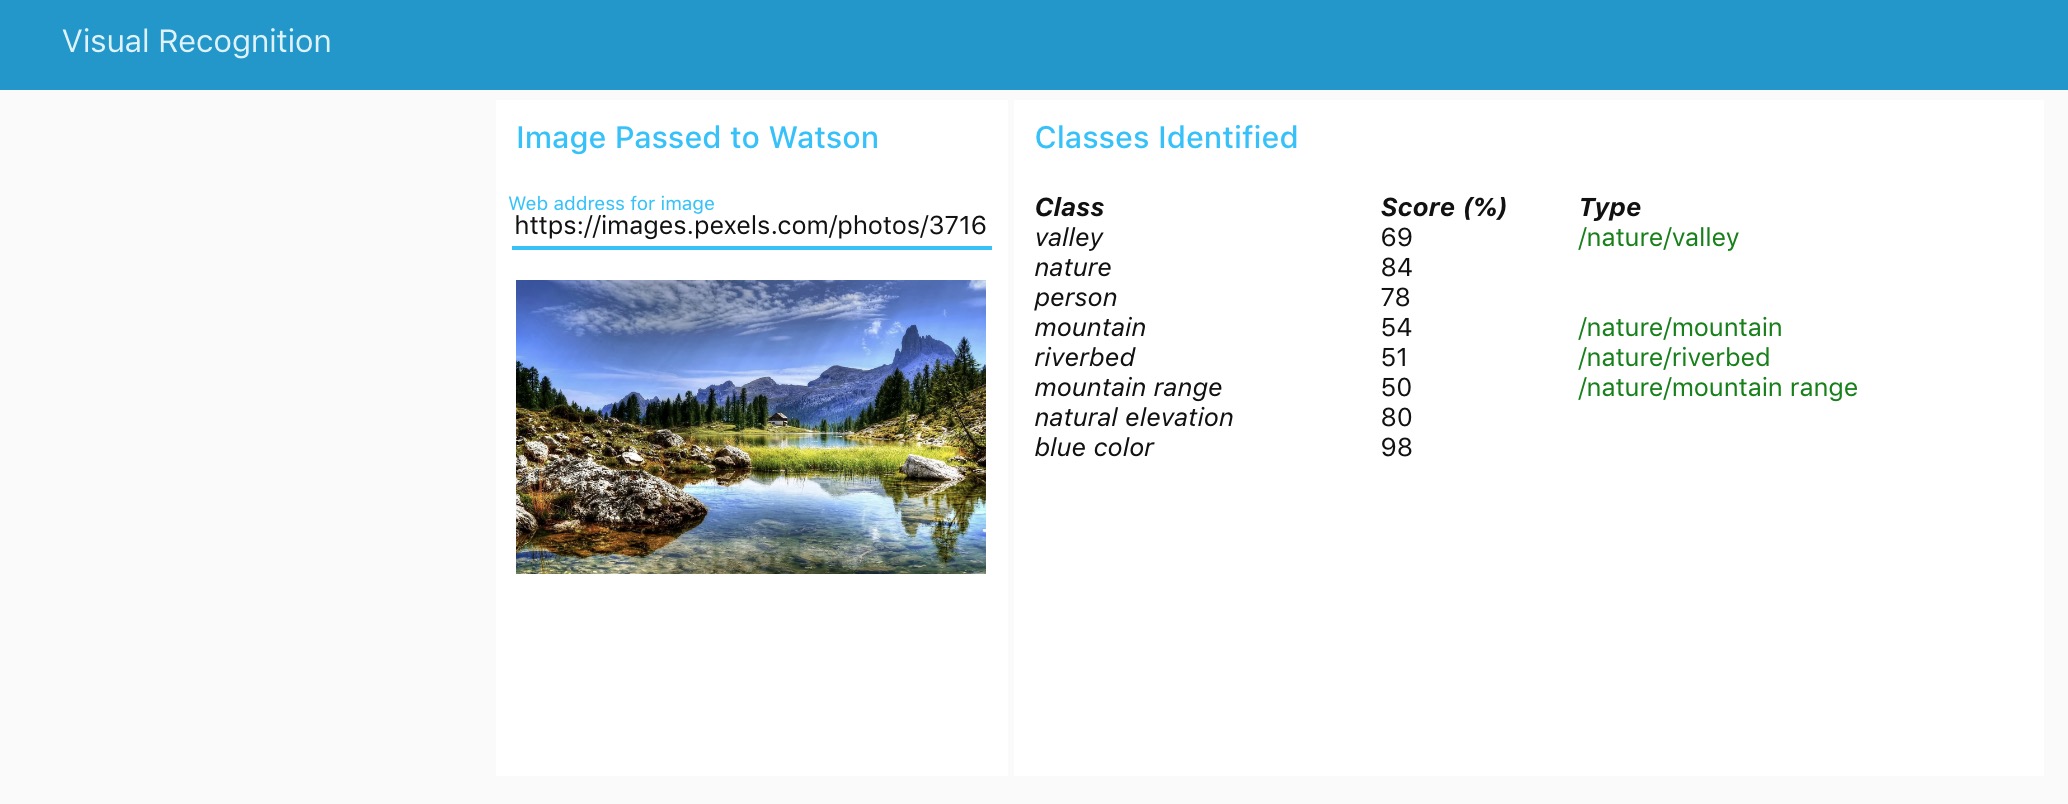 Visual Recognition
Image Passed to Watson
Web address for image
https://images.pexels.com/photos/3716
Classes Identified
Class Score (%) Type
valley 69 /nature/valley
nature 84
person 78
mountain 54 /nature/mountain
riverbed 51 /nature/riverbed
mountain range 50 /nature/mountain range
natural elevation 80
blue color 98